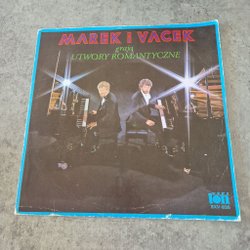 MAREK I VACEK
grają
UTWORY ROMANTYCZNE